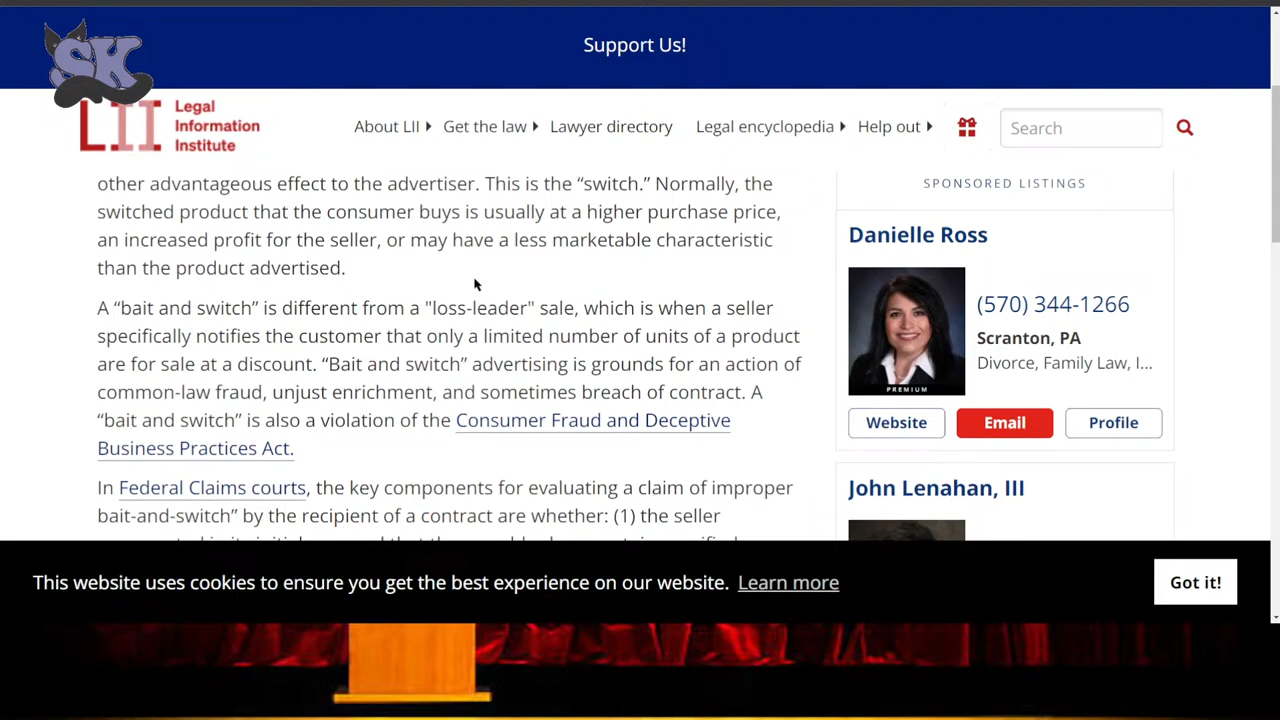 Support Us!
SK
LII Legal
Information
Institute
About LII
Get the law
Lawyer directory
Legal encyclopedia
Help out
Search
other advantageous effect to the advertiser. This is the “switch.” Normally, the
switched product that the consumer buys is usually at a higher purchase price,
an increased profit for the seller, or may have a less marketable characteristic
than the product advertised.
A “bait and switch” is different from a "loss-leader" sale, which is when a seller
specifically notifies the customer that only a limited number of units of a product
are for sale at a discount. “Bait and switch” advertising is grounds for an action of
common-law fraud, unjust enrichment, and sometimes breach of contract. A
“bait and switch” is also a violation of the Consumer Fraud and Deceptive
Business Practices Act.
In Federal Claims courts, the key components for evaluating a claim of improper
bait-and-switch” by the recipient of a contract are whether: (1) the seller
SPONSORED LISTINGS
Danielle Ross
PREMIUM
(570) 344-1266
Scranton, PA
Divorce, Family Law, I...
Website
Email
Profile
John Lenahan, III
This website uses cookies to ensure you get the best experience on our website. Learn more
Got it!